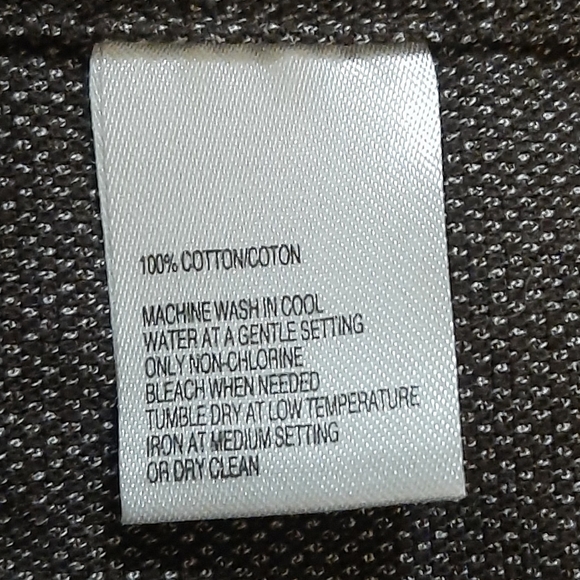 100% COTTON/COTON
MACHINE WASH IN COOL
WATER AT A GENTLE SETTING
ONLY NON-CHLORINE
BLEACH WHEN NEEDED
TUMBLE DRY AT LOW TEMPERATURE
IRON AT MEDIUM SETTING
OR DRY CLEAN